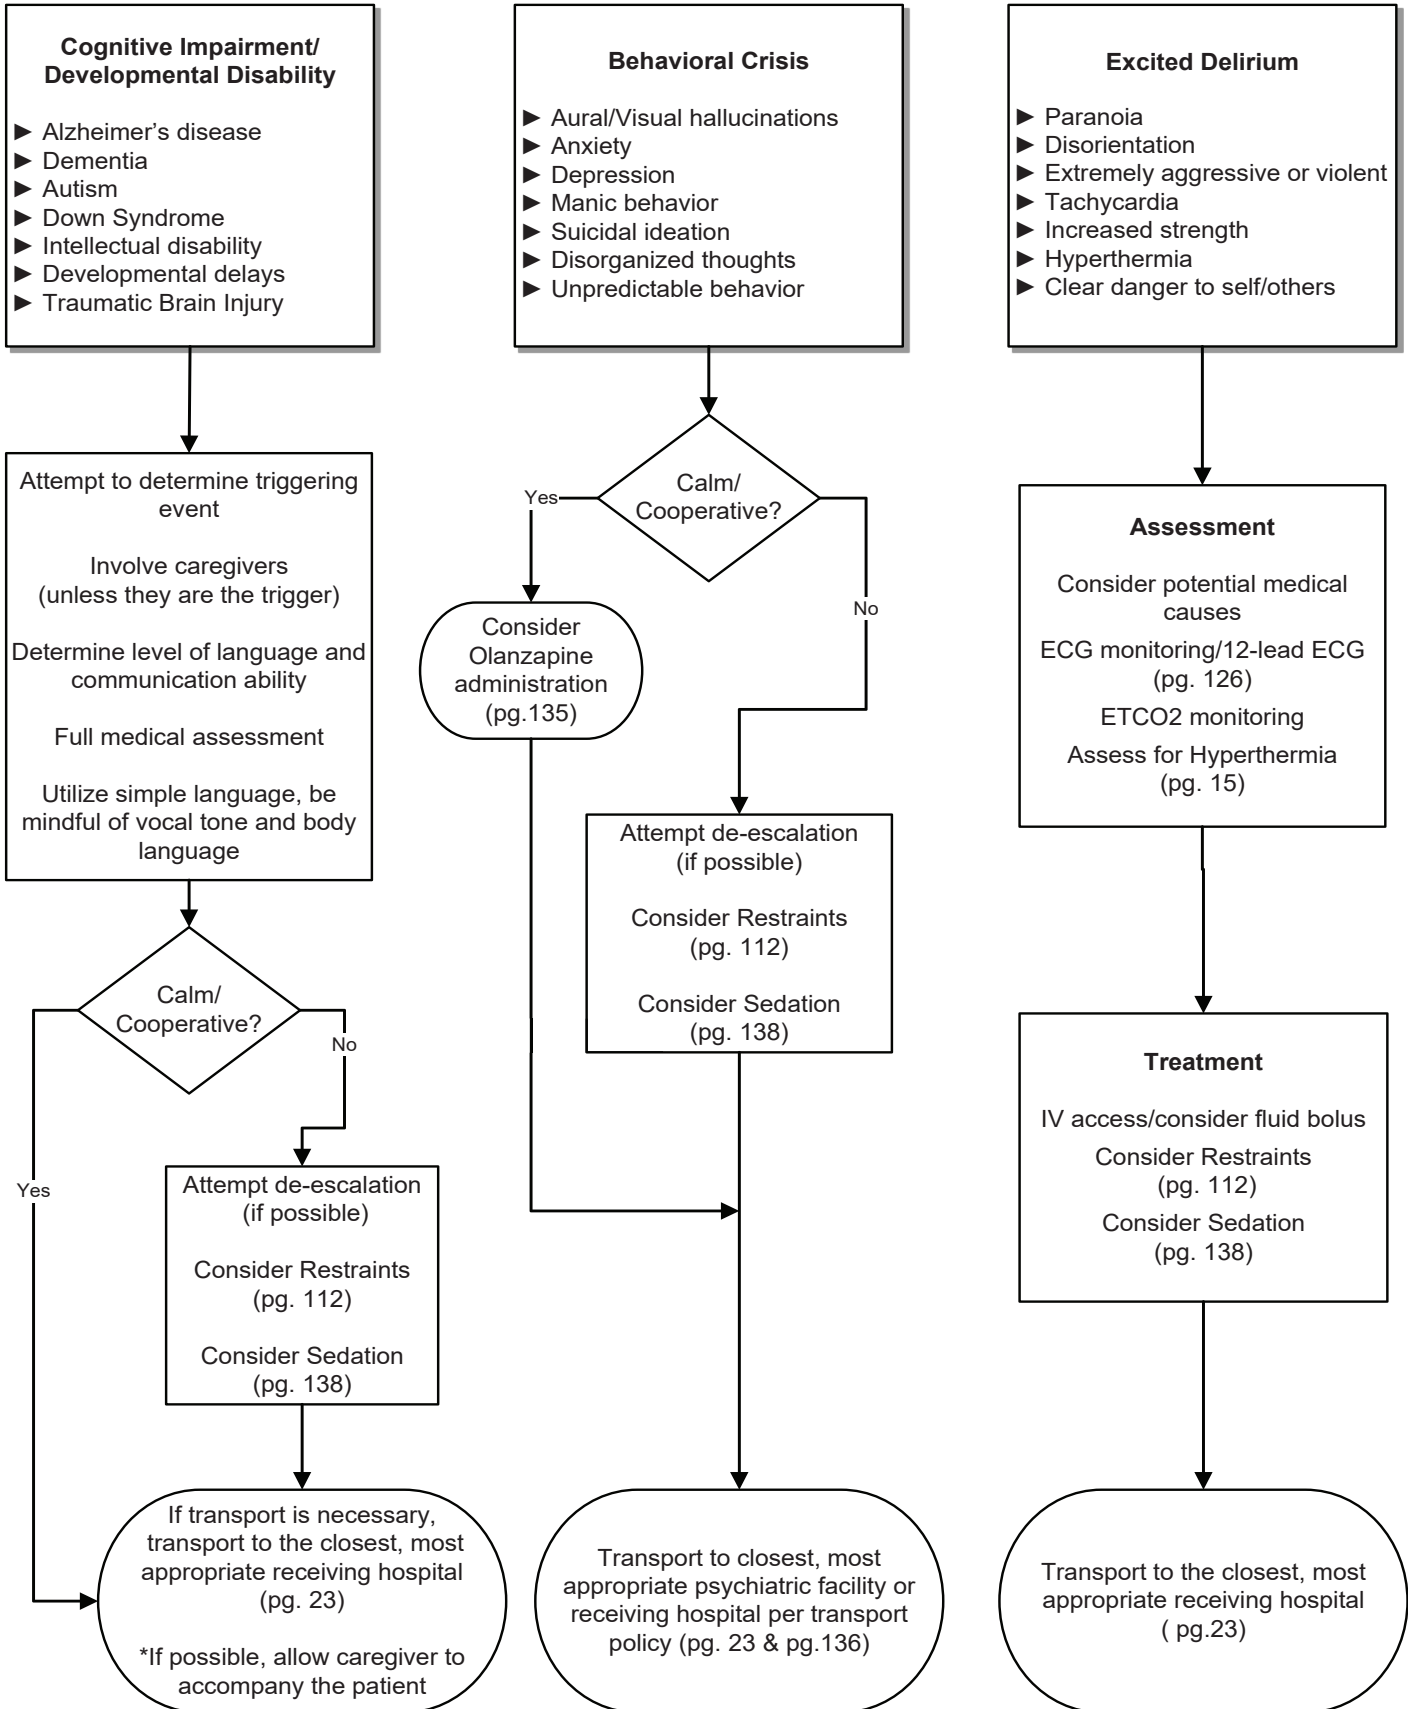 Cognitive Impairment/
Developmental Disability
► Alzheimer's disease
► Dementia
► Autism
► Down Syndrome
► Intellectual disability
► Developmental delays
► Traumatic Brain Injury
Attempt to determine triggering
event
Involve caregivers
(unless they are the trigger)
Determine level of language and
communication ability
Full medical assessment
Utilize simple language, be
mindful of vocal tone and body
language
Calm/
Cooperative?
No
Yes
Attempt de-escalation
(if possible)
Consider Restraints
(pg. 112)
Consider Sedation
(pg. 138)
If transport is necessary,
transport to the closest, most
appropriate receiving hospital
(pg. 23)
*If possible, allow caregiver to
accompany the patient
Behavioral Crisis
► Aural/Visual hallucinations
► Anxiety
► Depression
► Manic behavior
► Suicidal ideation
► Disorganized thoughts
► Unpredictable behavior
Calm/
Cooperative?
Yes
No
Consider
Olanzapine
administration
(pg.135)
Attempt de-escalation
(if possible)
Consider Restraints
(pg. 112)
Consider Sedation
(pg. 138)
Transport to closest, most
appropriate psychiatric facility or
receiving hospital per transport
policy (pg. 23 & pg.136)
Excited Delirium
► Paranoia
► Disorientation
► Extremely aggressive or violent
► Tachycardia
► Increased strength
► Hyperthermia
► Clear danger to self/others
Assessment
Consider potential medical
causes
ECG monitoring/12-lead ECG
(pg. 126)
ETCO2 monitoring
Assess for Hyperthermia
(pg. 15)
Treatment
IV access/consider fluid bolus
Consider Restraints
(pg. 112)
Consider Sedation
(pg. 138)
Transport to the closest, most
appropriate receiving hospital
( pg.23)